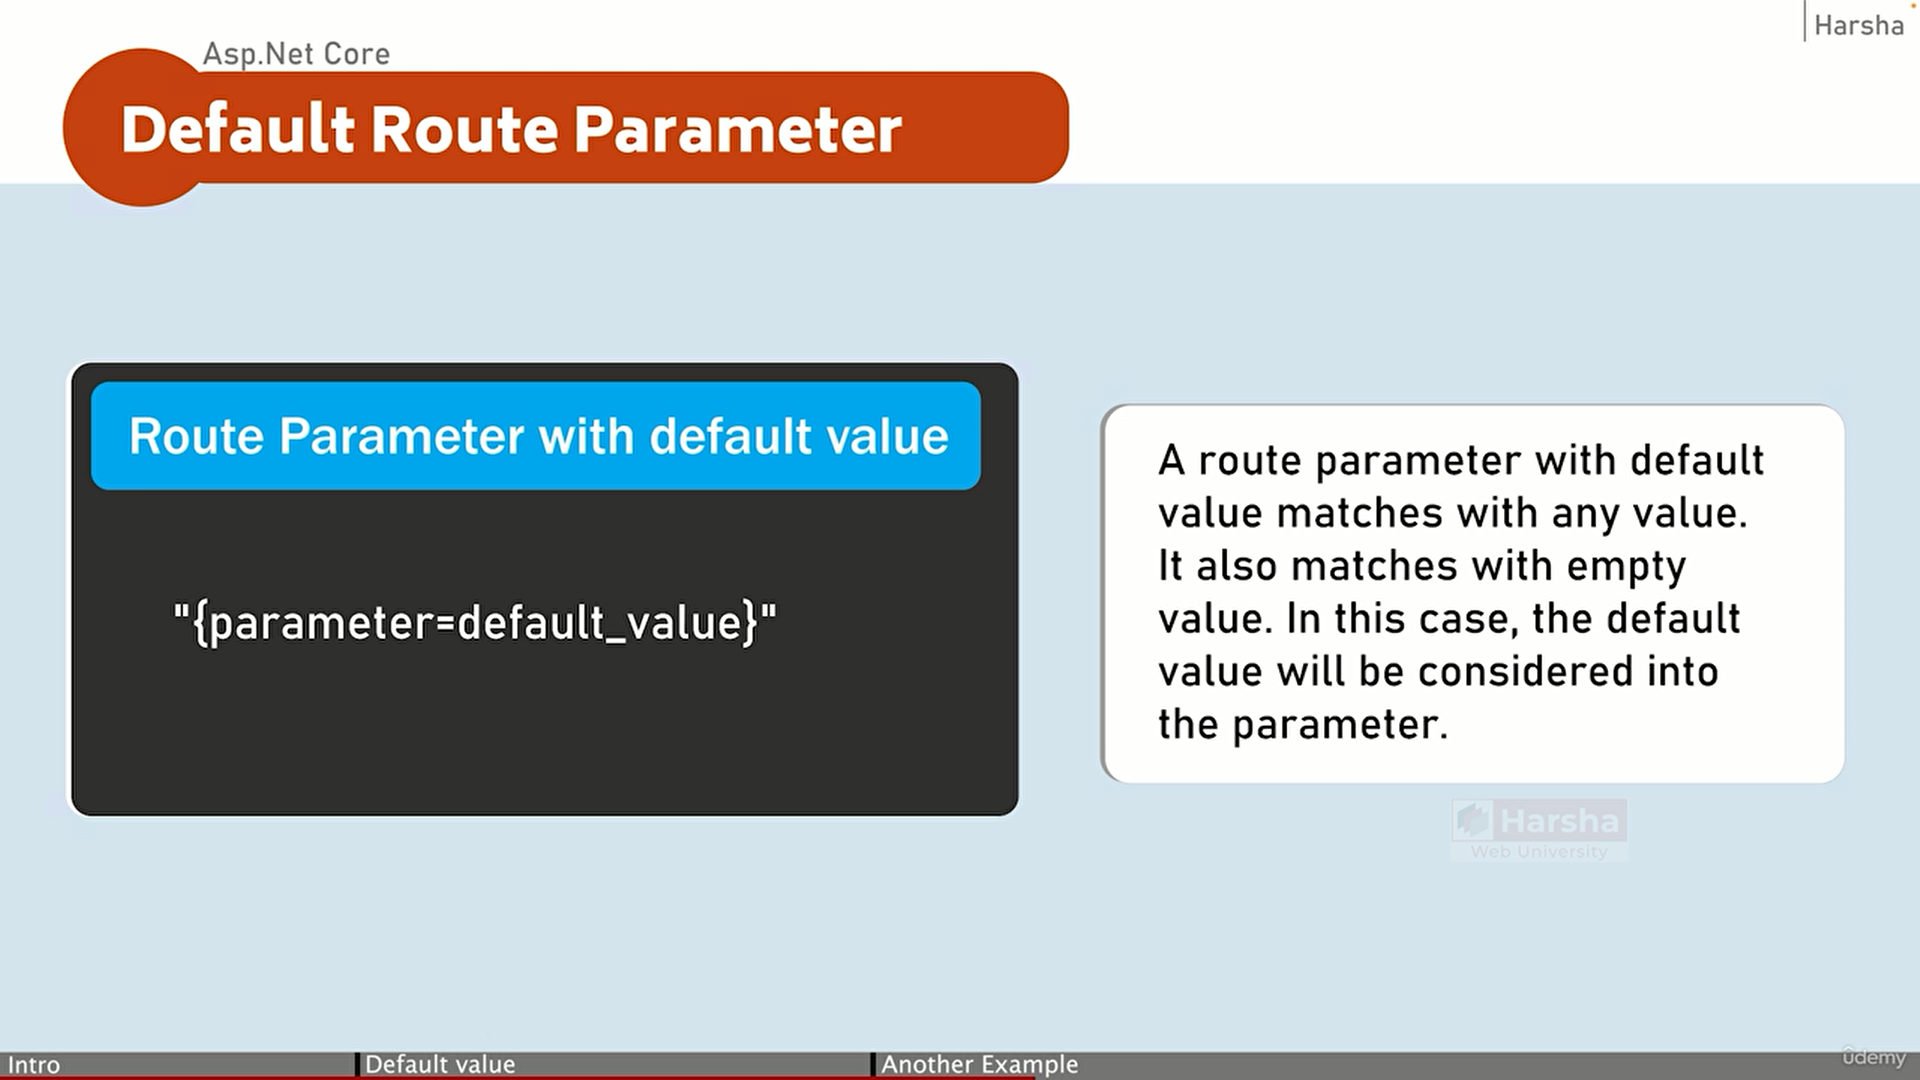 Harsha
Asp.Net Core
Default Route Parameter
Route Parameter with default value
"{parameter=default_value}"
A route parameter with default
value matches with any value.
It also matches with empty
value. In this case, the default
value will be considered into
the parameter.
Harsha
Web University
Intro
Default value
Another Example
ûdemy